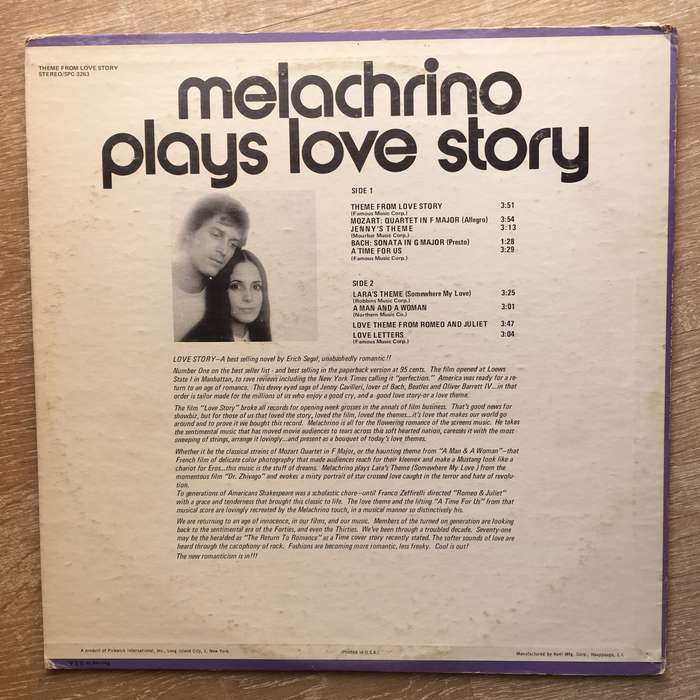 THEME FROM LOVE STORY
STEREO/SPC-3263
melachrino
plays love story
SIDE 1
THEME FROM LOVE STORY 3:51
(Famous Music Corp.)
MOZART: QUARTET IN F MAJOR (Allegro) 3:54
JENNY'S THEME 3:13
(Mourbar Music Corp.)
BACH: SONATA IN G MAJOR (Presto) 1:28
A TIME FOR US 3:29
(Famous Music Corp.)
SIDE 2
LARA'S THEME (Somewhere My Love) 3:25
(Robbins Music Corp.)
A MAN AND A WOMAN 3:01
(Northern Music Co.)
LOVE THEME FROM ROMEO AND JULIET 3:47
LOVE LETTERS 3:04
(Famous Music Corp.)
LOVE STORY—A best selling novel by Erich Segal, unabashedly romantic!!
Number One on the best seller list - and best selling in the paperback version at 95 cents. The film opened at Loews
State I in Manhattan, to rave reviews including the New York Times calling it "perfection." America was ready for a re-
turn to an age of romance. This dewy eyed saga of Jenny Cavilleri, lover of Bach, Beatles and Oliver Barrett IV...in that
order is tailor made for the millions of us who enjoy a good cry, and a good love story-or a love theme.
The film "Love Story" broke all records for opening week grosses in the annals of film business. That's good news for
showbiz, but for those of us that loved the story, loved the film, loved the themes...it's love that makes our world go
around and to prove it we bought this record. Melachrino is all for the flowering romance of the screens music. He takes
the sentimental music that has moved movie audiences to tears across this soft hearted nation, caresses it with the most
sweeping of strings, arrange it lovingly...and present as a bouquet of today's love themes.
Whether it be the classical strains of Mozart Quartet in F Major, or the haunting theme from "A Man & A Woman"—that
French film of delicate color photography that made audiences reach for their kleenex and make a Mustang look like a
chariot for Eros...this music is the stuff of dreams. Melachrino plays Lara's Theme (Somewhere My Love ) from the
momentous film "Dr. Zhivago" and evokes a misty portrait of star crossed love caught in the terror and hate of revolu-
tion.
To generations of Americans Shakespeare was a scholastic chore—until Franco Zeffirelli directed "Romeo & Juliet"
with a grace and tenderness that brought this classic to life. The love theme and the lilting "A Time For Us" from that
musical score are lovingly recreated by the Melachrino touch, in a musical manner so distinctively his.
We are returning to an age of innocence, in our films, and our music. Members of the turned on generation are looking
back to the sentimental era of the Forties, and even the Thirties. We've been through a troubled decade. Seventy-one
may be the heralded as "The Return To Romance" as a Time cover story recently stated. The softer sounds of love are
heard through the cacophony of rock. Fashions are becoming more romantic, less freaky. Cool is out!
The new romanticism is in!!!
A product of Pickwick International, Inc., Long Island City, 1, New York
(Printed in U.S.A.)
Manufactured by Keel Mfg. Corp., Hauppauge, L.I.